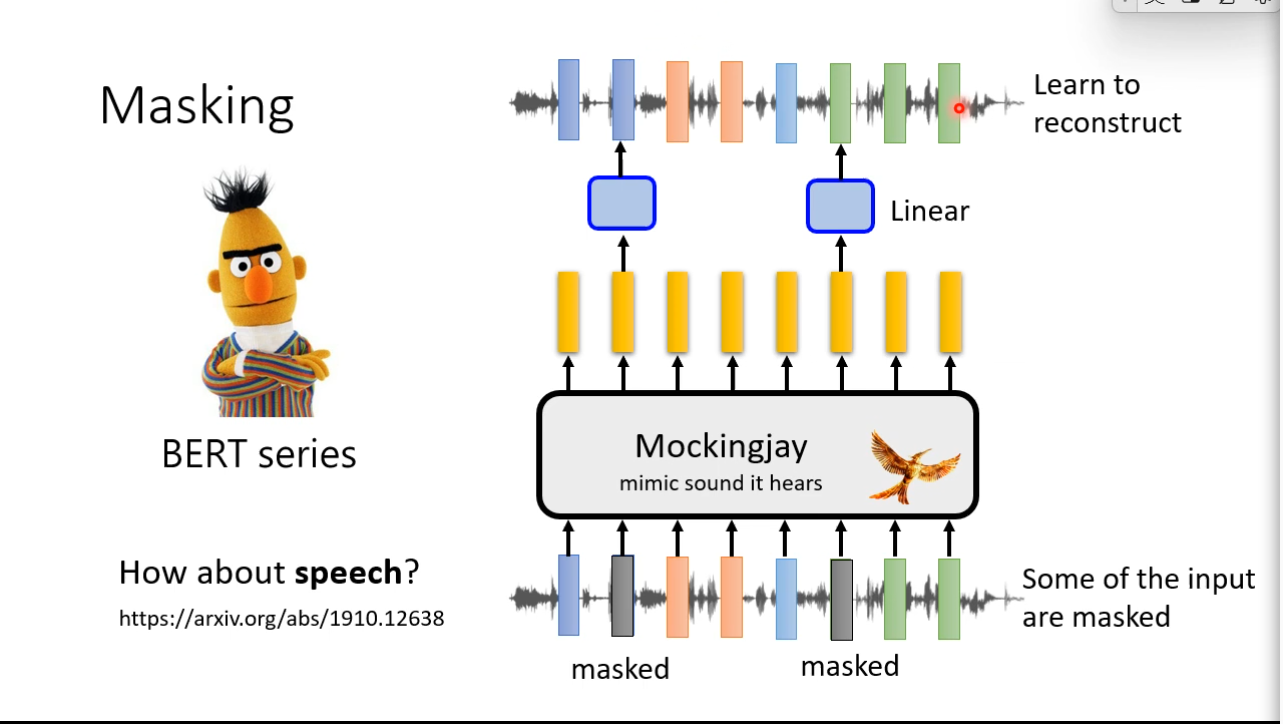 Masking
BERT series
How about speech?
https://arxiv.org/abs/1910.12638
Learn to
reconstruct
Linear
Mockingjay
mimic sound it hears
Some of the input
are masked
masked
masked